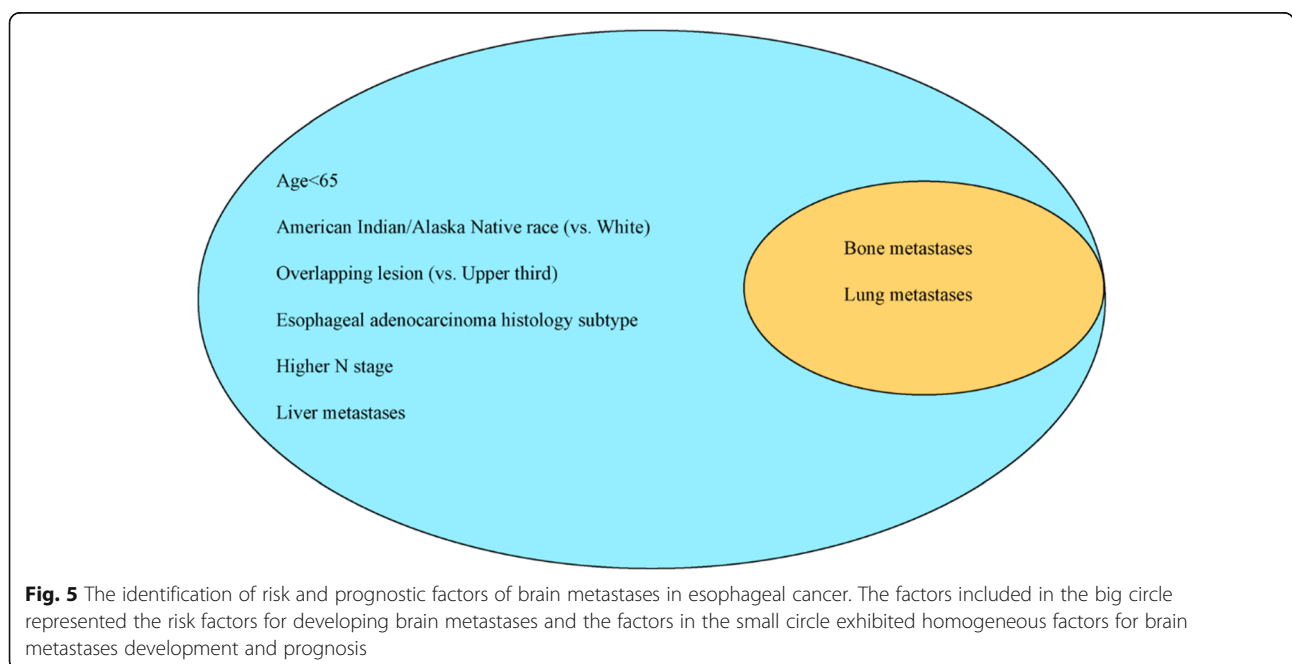 Age<65
American Indian/Alaska Native race (vs. White)
Overlapping lesion (vs. Upper third)
Esophageal adenocarcinoma histology subtype
Higher N stage
Liver metastases
Bone metastases
Lung metastases
Fig. 5 The identification of risk and prognostic factors of brain metastases in esophageal cancer. The factors included in the big circle
represented the risk factors for developing brain metastases and the factors in the small circle exhibited homogeneous factors for brain
metastases development and prognosis